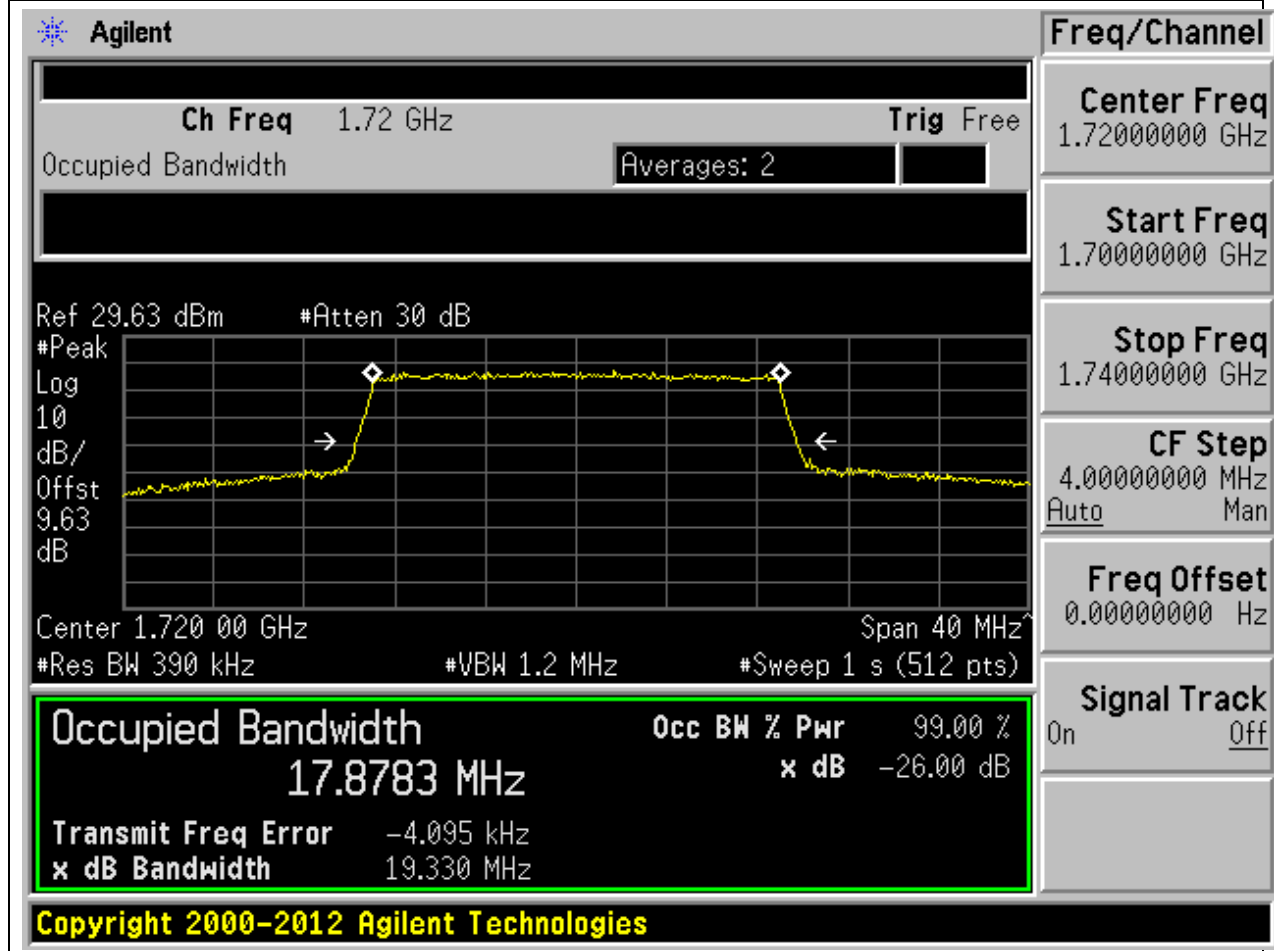 Agilent
Freq/Channel
Ch Freq 1.72 GHz Trig Free
Occupied Bandwidth Averages: 2
Ref 29.63 dBm #Atten 30 dB
#Peak
Log
10
dB/
Offst
9.63
dB
Center 1.720 00 GHz Span 40 MHz^
#Res BW 390 kHz #VBW 1.2 MHz #Sweep 1 s (512 pts)
Occupied Bandwidth Occ BW % Pwr 99.00 %
17.8783 MHz x dB -26.00 dB
Transmit Freq Error -4.095 kHz
x dB Bandwidth 19.330 MHz
Center Freq
1.72000000 GHz
Start Freq
1.70000000 GHz
Stop Freq
1.74000000 GHz
CF Step
4.00000000 MHz
Auto Man
Freq Offset
0.00000000 Hz
Signal Track
On Off
Copyright 2000-2012 Agilent Technologies